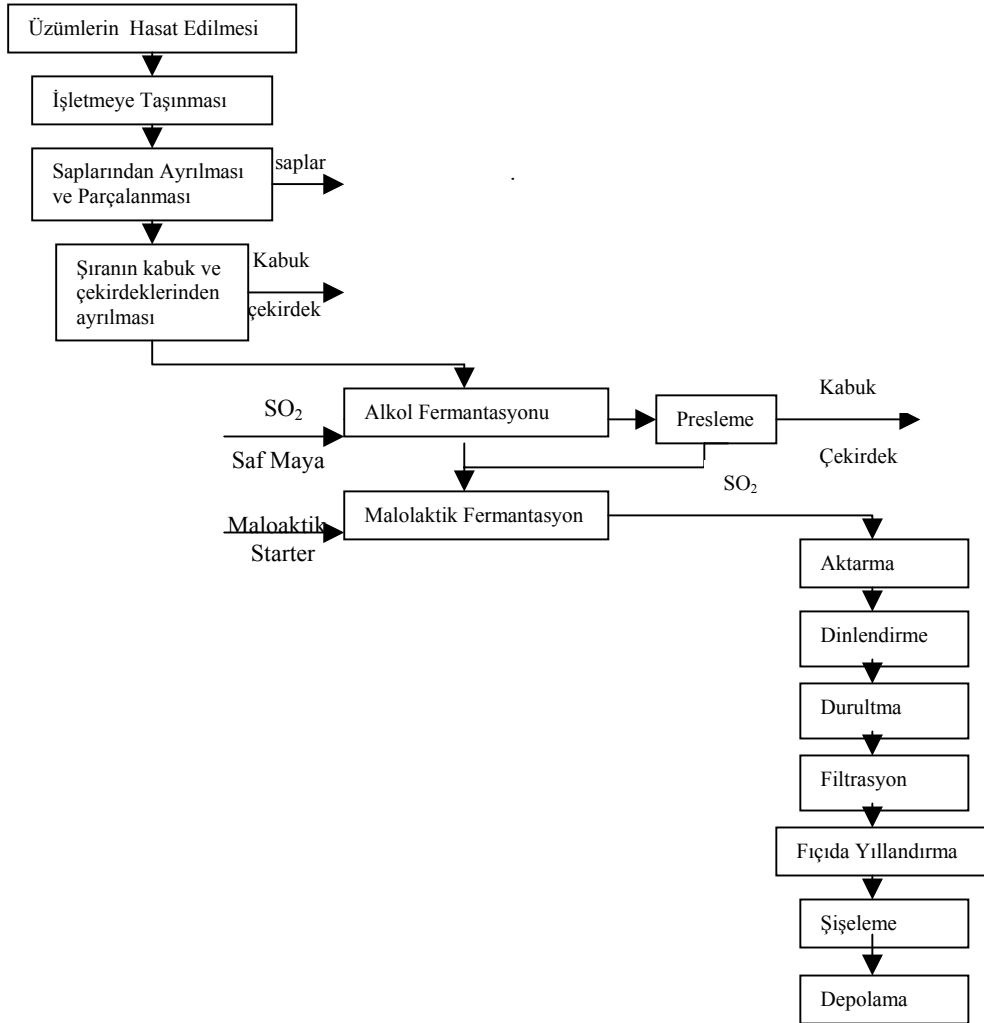 Üzümlerin Hasat Edilmesi
İşletmeye Taşınması
Saplarından Ayrılması
ve Parçalanması
saplar
.
Şıranın kabuk ve
çekirdeklerinden
ayrılması
Kabuk
çekirdek
SO₂
Saf Maya
Alkol Fermantasyonu
Presleme
Kabuk
Çekirdek
SO₂
Maloaktik
Starter
Malolaktik Fermantasyon
Aktarma
Dinlendirme
Durultma
Filtrasyon
Fıçıda Yıllandırma
Şişeleme
Depolama